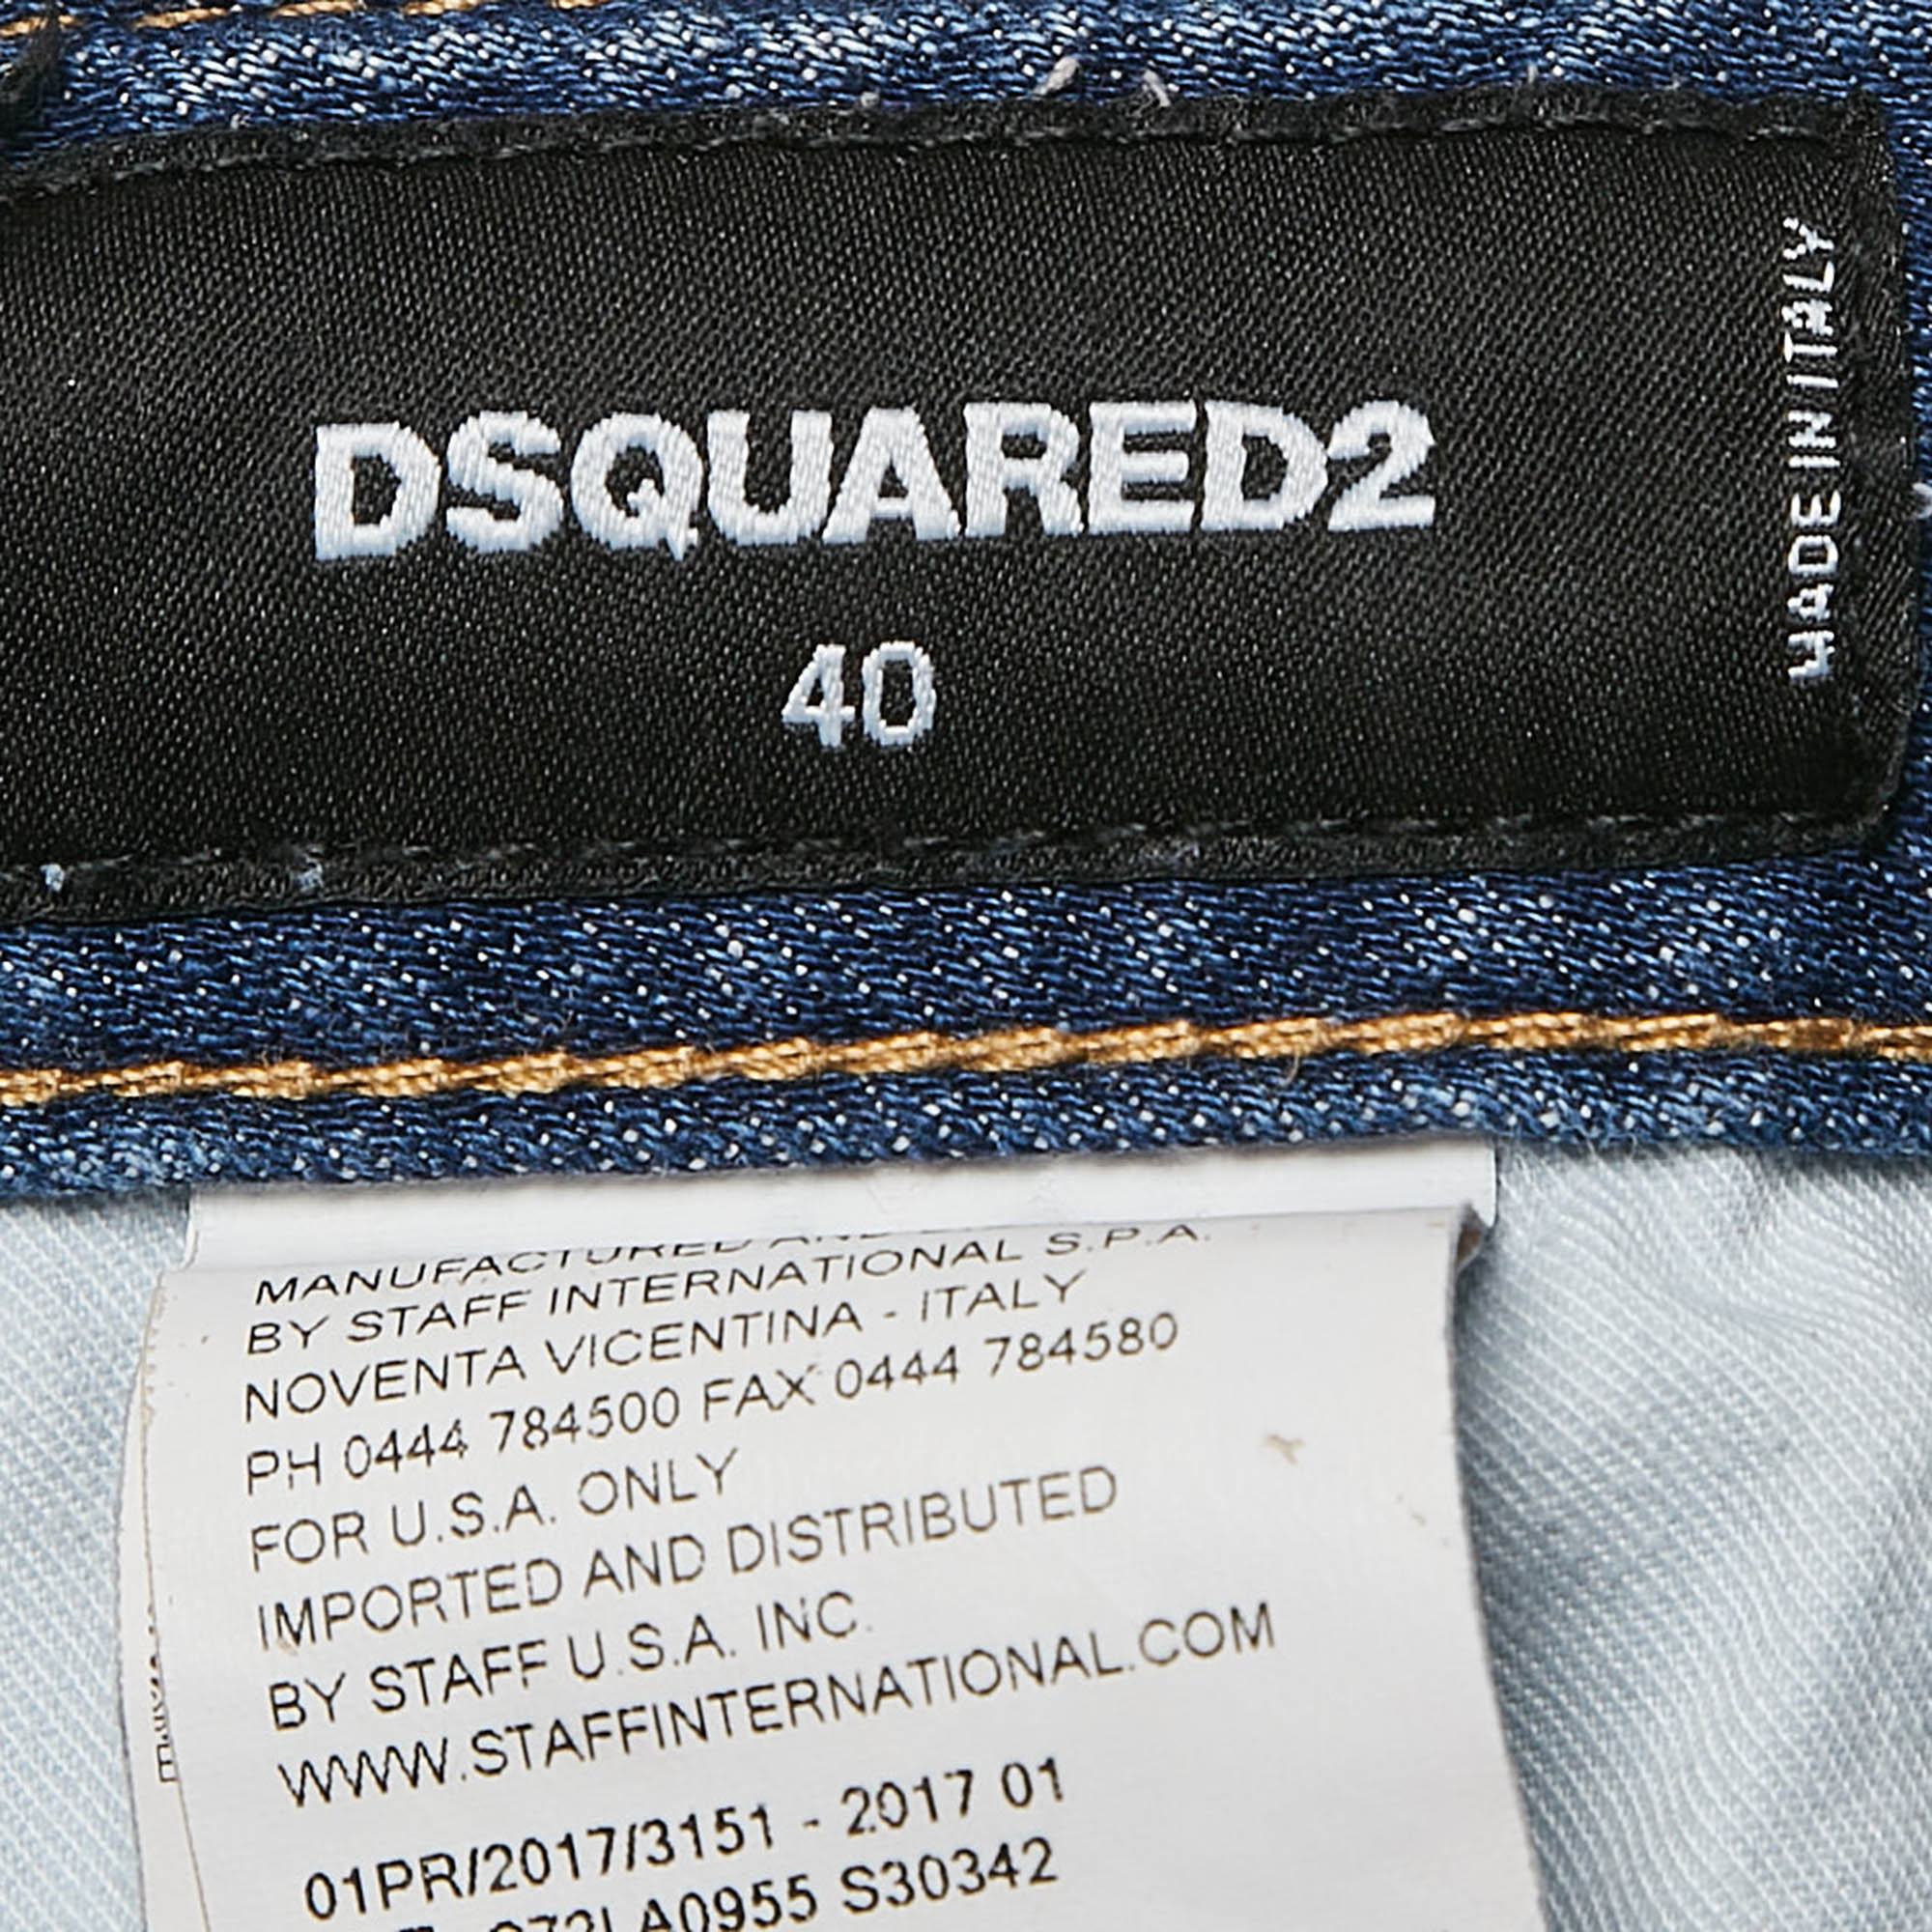 DSQUARED2
40
MADE IN ITALY
MANUFACTURED
BY STAFF INTERNATIONAL S.P.A.
NOVENTA VICENTINA - ITALY
PH 0444 784500 FAX 0444 784580
FOR U.S.A. ONLY
IMPORTED AND DISTRIBUTED
BY STAFF U.S.A. INC.
WWW.STAFFINTERNATIONAL.COM
01PR/2017/3151 - 2017 01
S30342